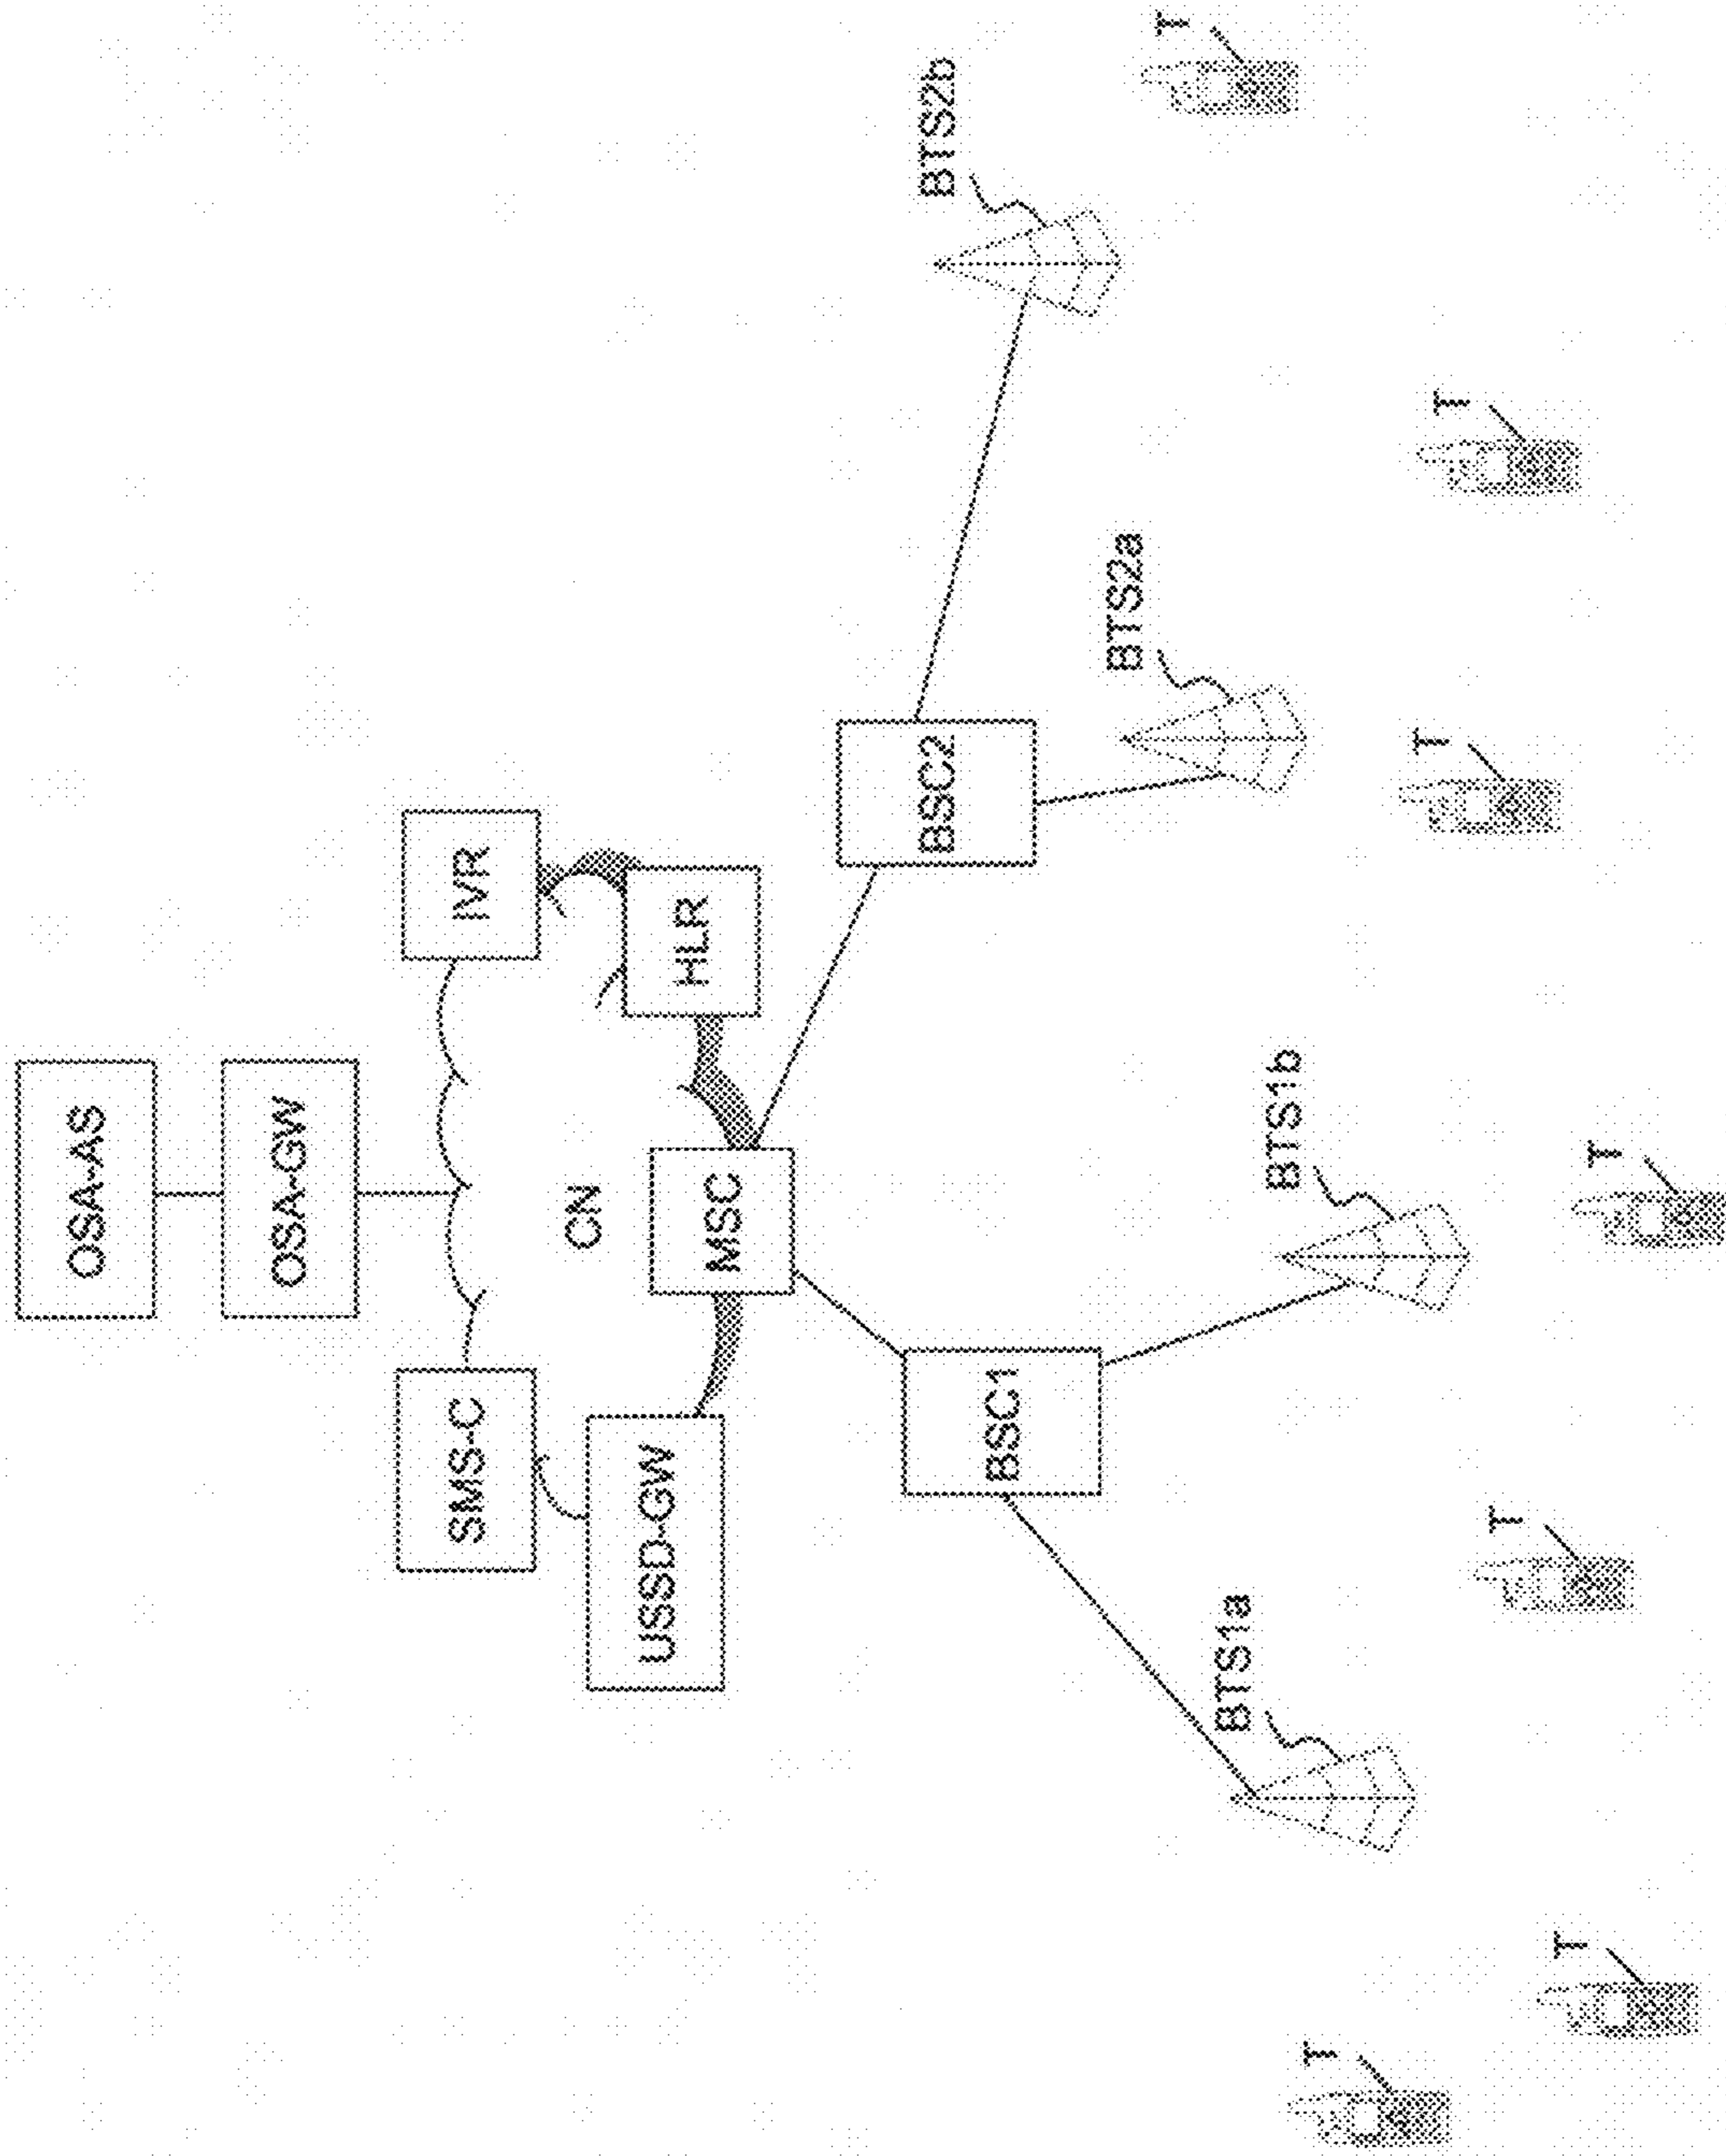 OSA-AS
OSA-GW
SMS-C
IVR
CN
USSD-GW
MSC
HLR
BSC1
BSC2
BTS2b
BTS2a
BTS1a
BTS1b
T
T
T
T
T
T
T